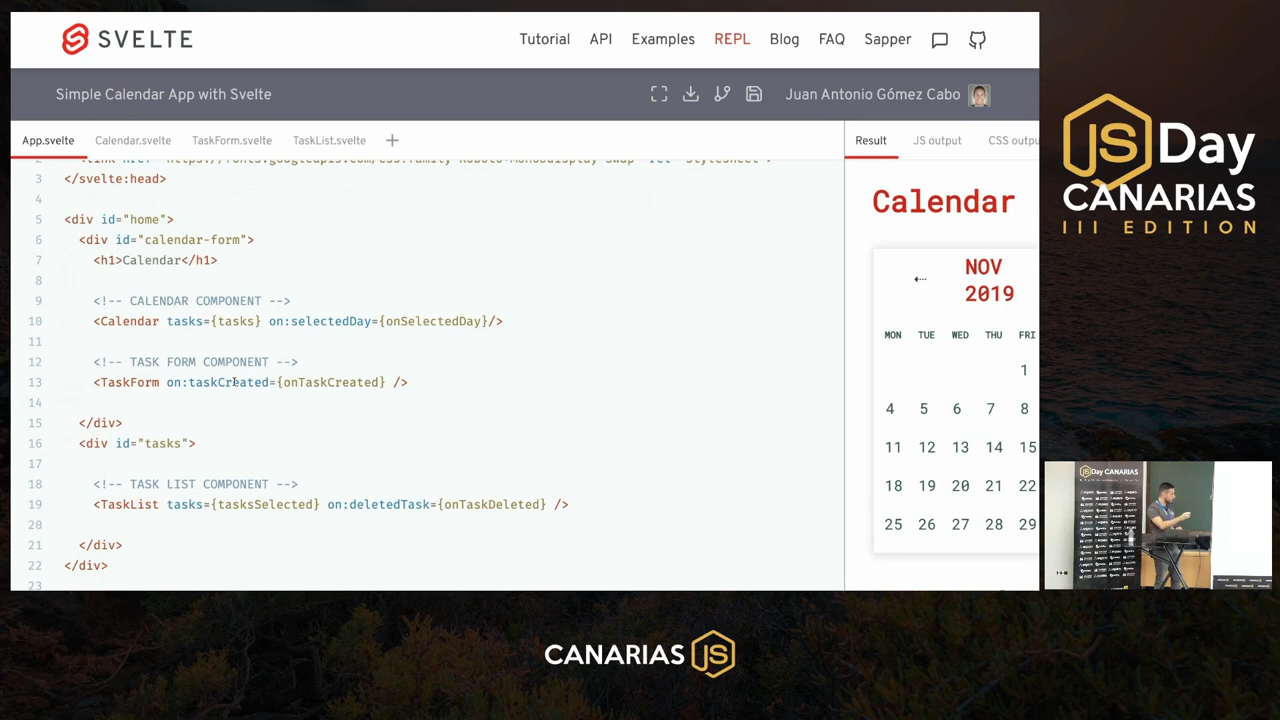 SVELTE
Tutorial API Examples REPL Blog FAQ Sapper
Simple Calendar App with Svelte
Juan Antonio Gómez Cabo
App.svelte Calendar.svelte TaskForm.svelte TaskList.svelte +
Result JS output CSS outpu
3 </svelte:head>
4
5 <div id="home">
6 <div id="calendar-form">
7 <h1>Calendar</h1>
8
9 <!-- CALENDAR COMPONENT -->
10 <Calendar tasks={tasks} on:selectedDay={onSelectedDay}/>
11
12 <!-- TASK FORM COMPONENT -->
13 <TaskForm on:taskCreated={onTaskCreated} />
14
15 </div>
16 <div id="tasks">
17
18 <!-- TASK LIST COMPONENT -->
19 <TaskList tasks={tasksSelected} on:deletedTask={onTaskDeleted} />
20
21 </div>
22 </div>
23
Calendar
NOV
2019
MON TUE WED THU FRI
1
4 5 6 7 8
11 12 13 14 15
18 19 20 21 22
25 26 27 28 29
JS Day
CANARIAS
III EDITION
JSDay CANARIAS
CANARIAS JS